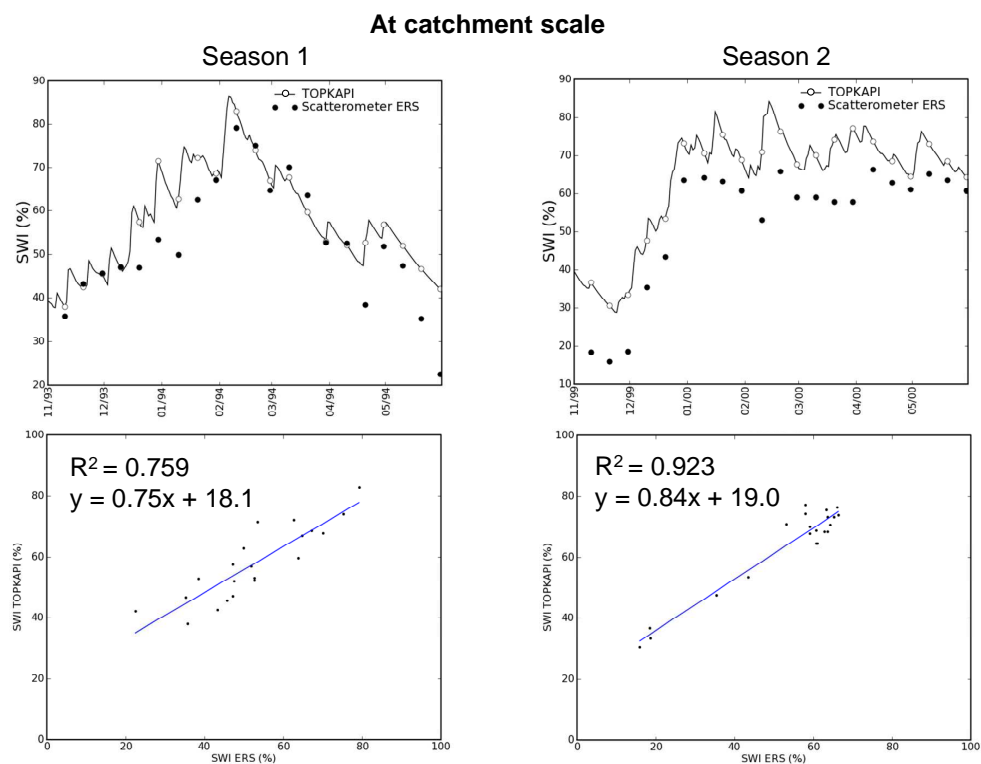 At catchment scale
Season 1
Season 2
90
80
70
60
50
40
30
20
SWI (%)
TOPKAPI
Scatterometer ERS
11/93
12/93
01/94
02/94
03/94
04/94
05/94
90
80
70
60
50
40
30
20
10
SWI (%)
TOPKAPI
Scatterometer ERS
11/99
12/99
01/00
02/00
03/00
04/00
05/00
100
80
60
40
20
0
SWI TOPKAPI (%)
R² = 0.759
y = 0.75x + 18.1
0 20 40 60 80 100
SWI ERS (%)
100
80
60
40
20
0
SWI TOPKAPI (%)
R² = 0.923
y = 0.84x + 19.0
0 20 40 60 80 100
SWI ERS (%)